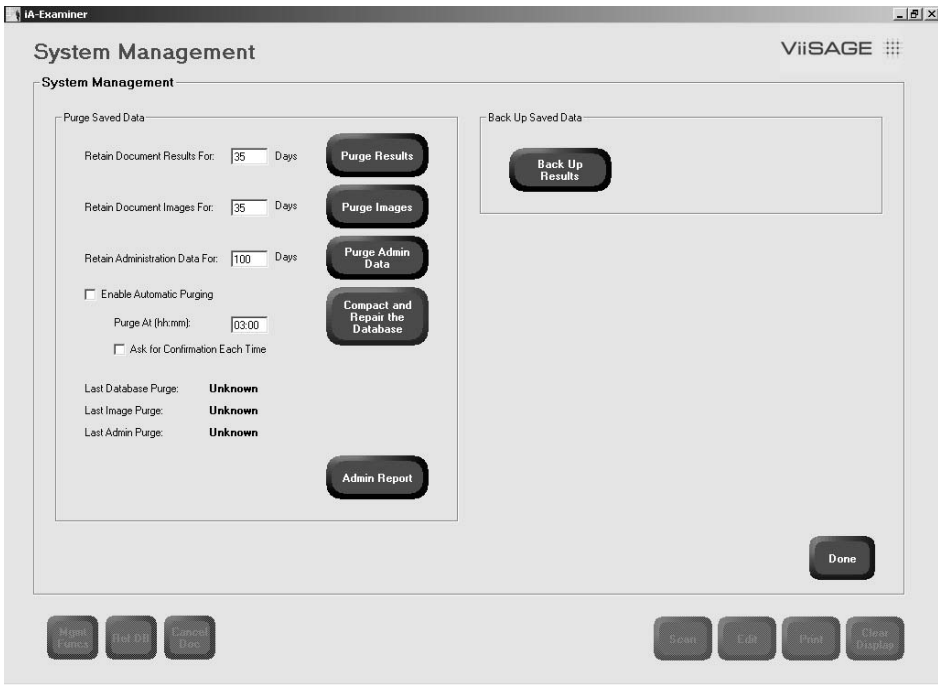 iA-Examiner
System Management
ViiSAGE
System Management
Purge Saved Data
Retain Document Results For: 35 Days
Purge Results
Retain Document Images For: 35 Days
Purge Images
Retain Administration Data For: 100 Days
Purge Admin
Data
Enable Automatic Purging
Purge At (hh:mm): 03:00
Ask for Confirmation Each Time
Compact and
Repair the
Database
Last Database Purge: Unknown
Last Image Purge: Unknown
Last Admin Purge: Unknown
Admin Report
Back Up Saved Data
Back Up
Results
Done
Mgmt
Funcs
Ref DB
Cancel
Doc
Scan
Edit
Print
Clear
Display